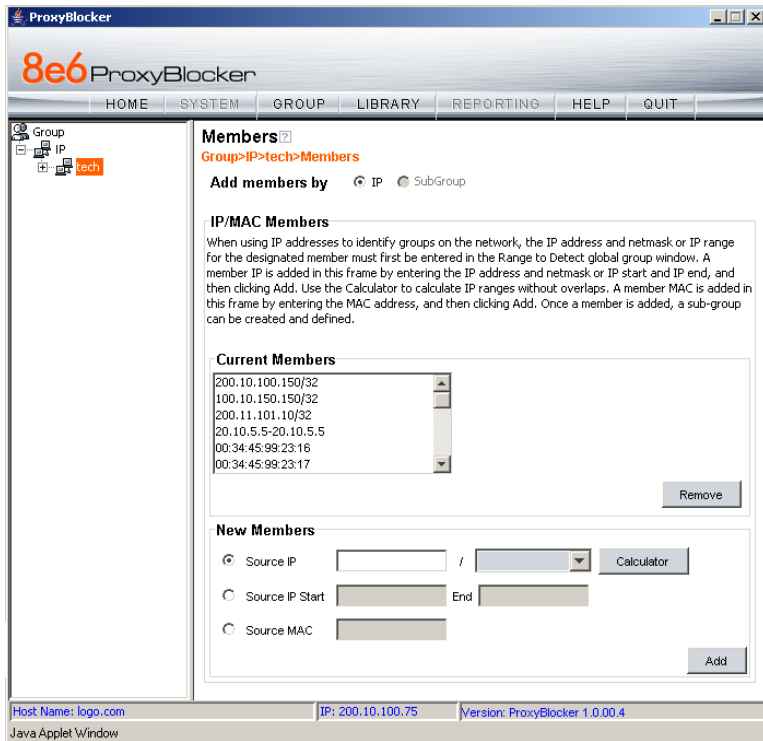 ProxyBlocker
8e6 ProxyBlocker
HOME SYSTEM GROUP LIBRARY REPORTING HELP QUIT
Group
IP
tech
Members?
Group>IP>tech>Members
Add members by IP SubGroup
IP/MAC Members
When using IP addresses to identify groups on the network, the IP address and netmask or IP range
for the designated member must first be entered in the Range to Detect global group window. A
member IP is added in this frame by entering the IP address and netmask or IP start and IP end, and
then clicking Add. Use the Calculator to calculate IP ranges without overlaps. A member MAC is added in
this frame by entering the MAC address, and then clicking Add. Once a member is added, a sub-group
can be created and defined.
Current Members
200.10.100.150/32
100.10.150.150/32
200.11.101.10/32
20.10.5.5-20.10.5.5
00:34:45:99:23:16
00:34:45:99:23:17
Remove
New Members
Source IP / Calculator
Source IP Start End
Source MAC
Add
Host Name: logo.com IP: 200.10.100.75 Version: ProxyBlocker 1.0.00.4
Java Applet Window